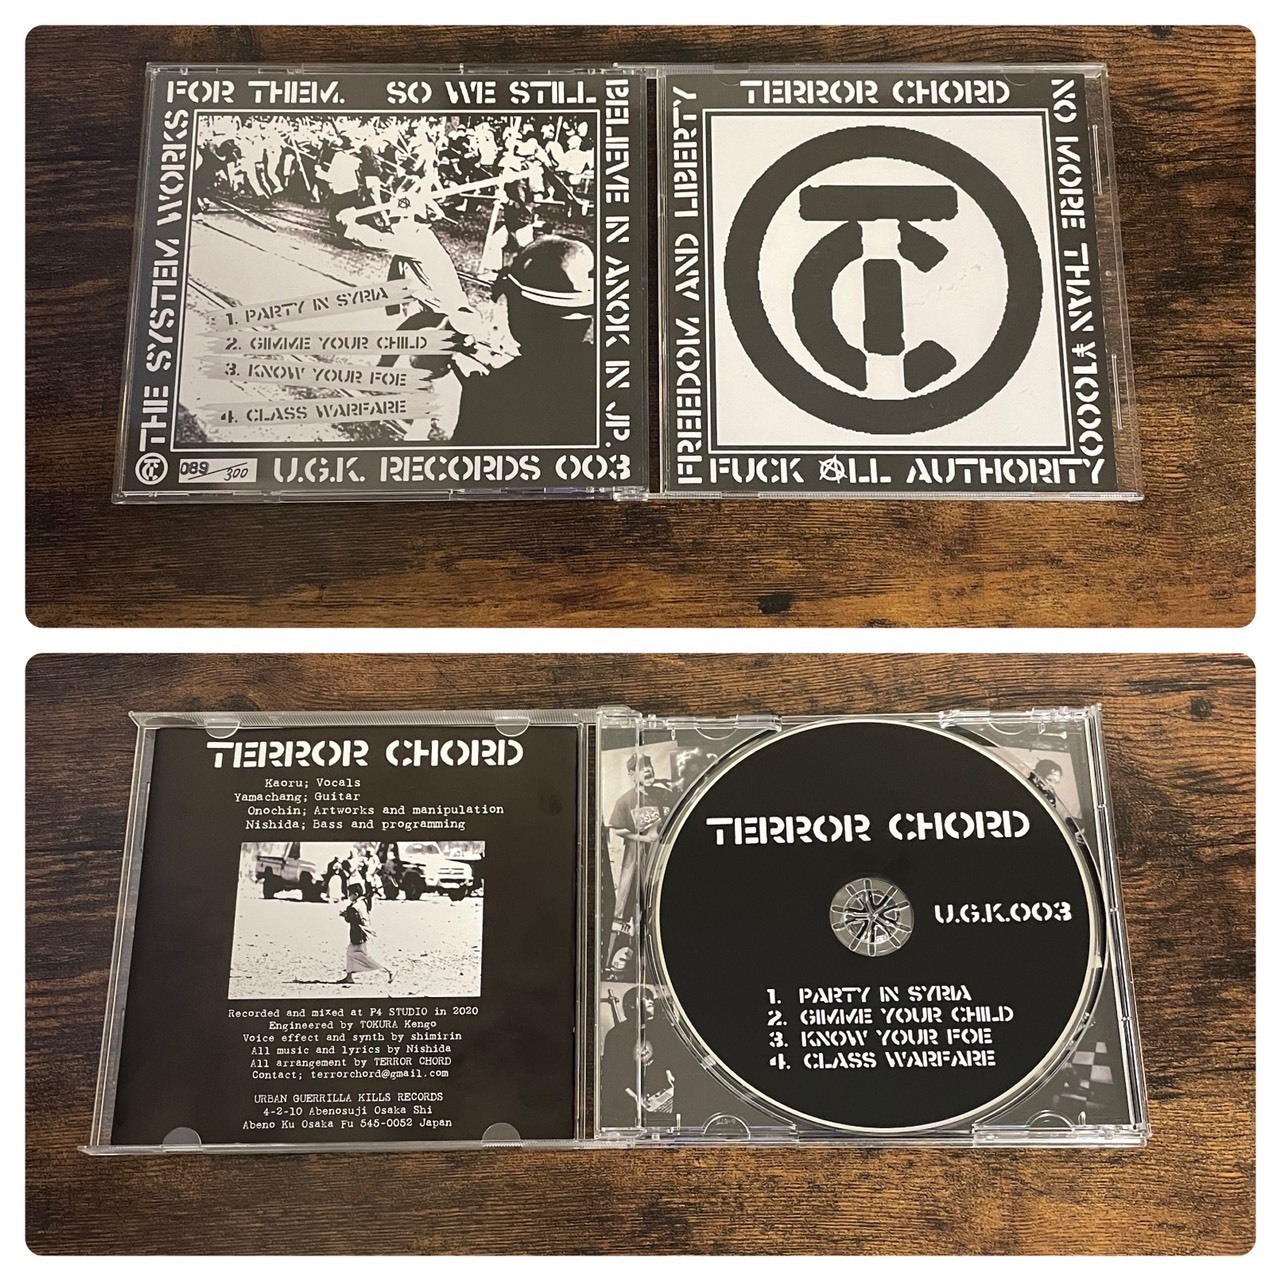 THE SYSTEM WORKS
FOR THEM. SO WE STILL
BELIEVE IN ANOK IN JP.
1. PARTY IN SYRIA
2. GIMME YOUR CHILD
3. KNOW YOUR FOE
4. CLASS WARFARE
TC
089/300
U.G.K. RECORDS 003
FREEDOM AND LIBERTY
TERROR CHORD
NO MORE THAN ¥1000
TC
FUCK ALL AUTHORITY
TERROR CHORD
Kaoru; Vocals
Yamachang; Guitar
Onochin; Artworks and manipulation
Nishida; Bass and programming
Recorded and mixed at P4 STUDIO in 2020
Engineered by TOKURA Kengo
Voice effect and synth by shimirin
All music and lyrics by Nishida
All arrangement by TERROR CHORD
Contact; terrorchord@gmail.com
URBAN GUERRILLA KILLS RECORDS
4-2-10 Abenosuji Osaka Shi
Abeno Ku Osaka Fu 545-0052 Japan
TERROR CHORD
U.G.K.003
1. PARTY IN SYRIA
2. GIMME YOUR CHILD
3. KNOW YOUR FOE
4. CLASS WARFARE